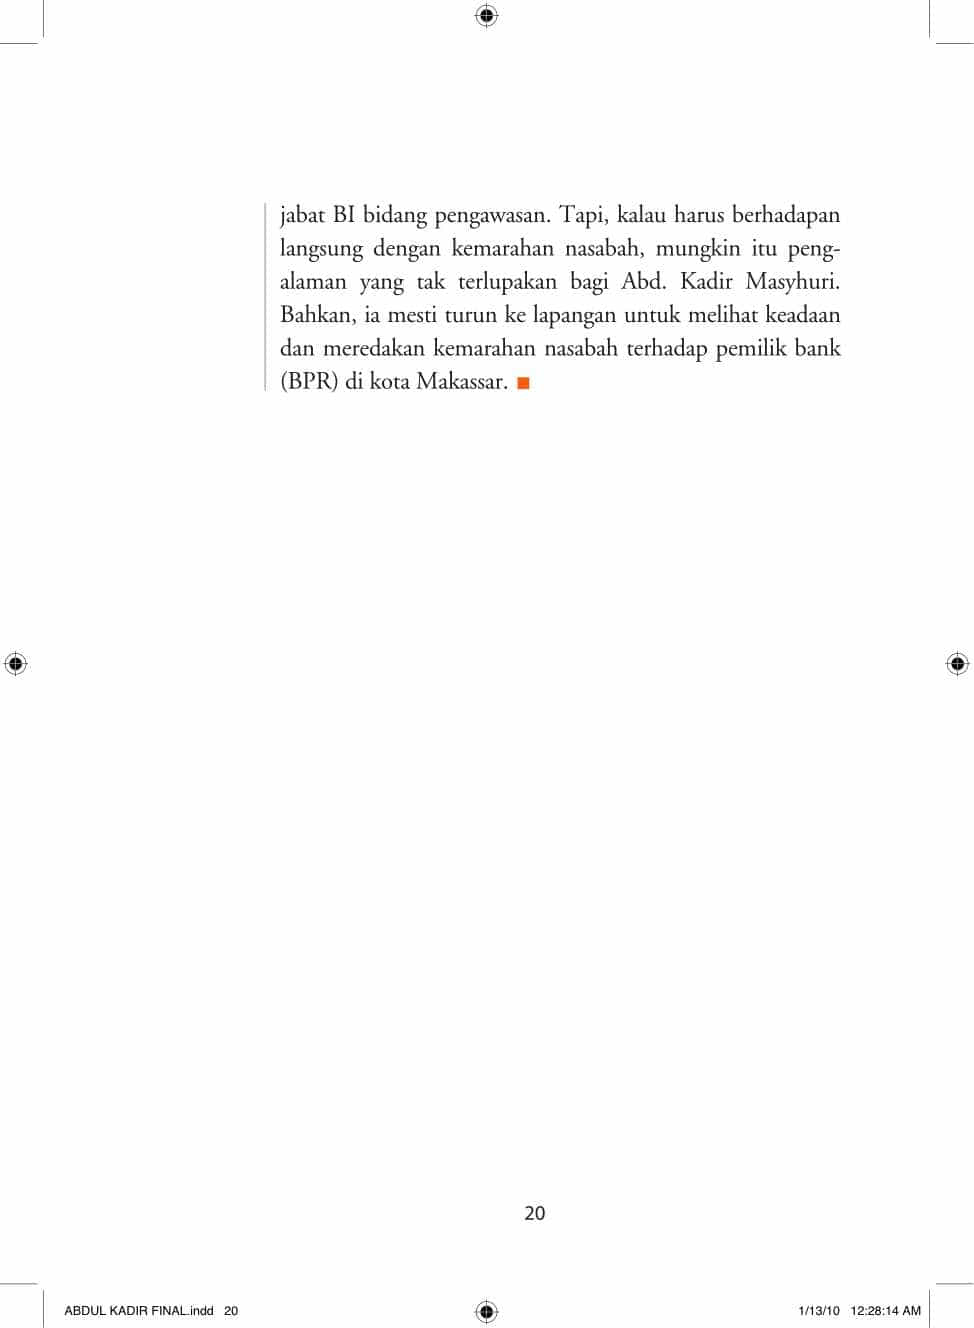 jabat BI bidang pengawasan. Tapi, kalau harus berhadapan
langsung dengan kemarahan nasabah, mungkin itu peng-
alaman yang tak terlupakan bagi Abd. Kadir Masyhuri.
Bahkan, ia mesti turun ke lapangan untuk melihat keadaan
dan meredakan kemarahan nasabah terhadap pemilik bank
(BPR) di kota Makassar.
20
ABDUL KADIR FINAL.indd 20
1/13/10 12:28:14 AM